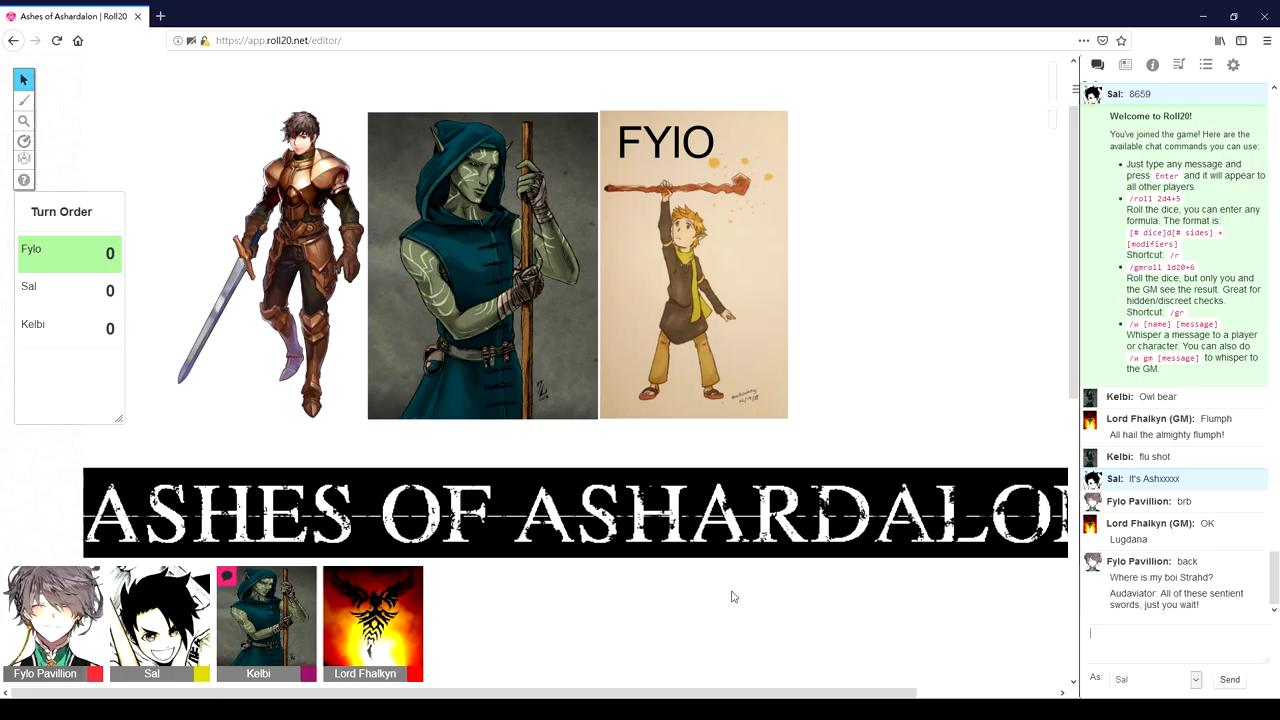 Ashes of Ashardalon | Roll20
https://app.roll20.net/editor/
Turn Order
Fylo 0
Sal 0
Kelbi 0
FYIO
ASHES OF ASHARDALON
Fylo Pavillion
Sal
Kelbi
Lord Fhalkyn
Sal: 8659
Welcome to Roll20!
You've joined the game! Here are the
available chat commands you can use:
Just type any message and
press Enter and it will appear to
all other players.
/roll 2d4+5
Roll the dice, you can enter any
formula. The format is:
[# dice]d[# sides] +
[modifiers]
Shortcut: /r
/gmroll 1d20+6
Roll the dice, but only you and
the GM see the result. Great for
hidden/discreet checks.
Shortcut: /gr
/w [name] [message]
Whisper a message to a player
or character. You can also do
/w gm [message] to whisper to
the GM.
Kelbi: Owl bear
Lord Fhalkyn (GM): Flumph
All hail the almighty flumph!
Kelbi: flu shot
Sal: It's Ashxxxxx
Fylo Pavillion: brb
Lord Fhalkyn (GM): OK
Lugdana
Fylo Pavillion: back
Where is my boi Strahd?
Audaviator: All of these sentient
swords, just you wait!
As: Sal
Send